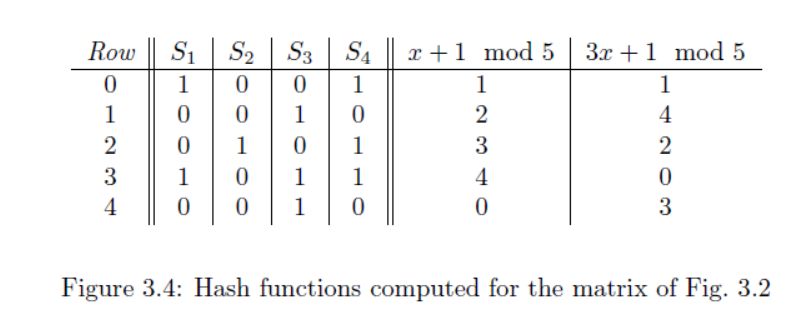 Row S1 S2 S3 S4 x + 1 mod 5 3x + 1 mod 5
0 1 0 0 1 1 1
1 0 0 1 0 2 4
2 0 1 0 1 3 2
3 1 0 1 1 4 0
4 0 0 1 0 0 3
Figure 3.4: Hash functions computed for the matrix of Fig. 3.2